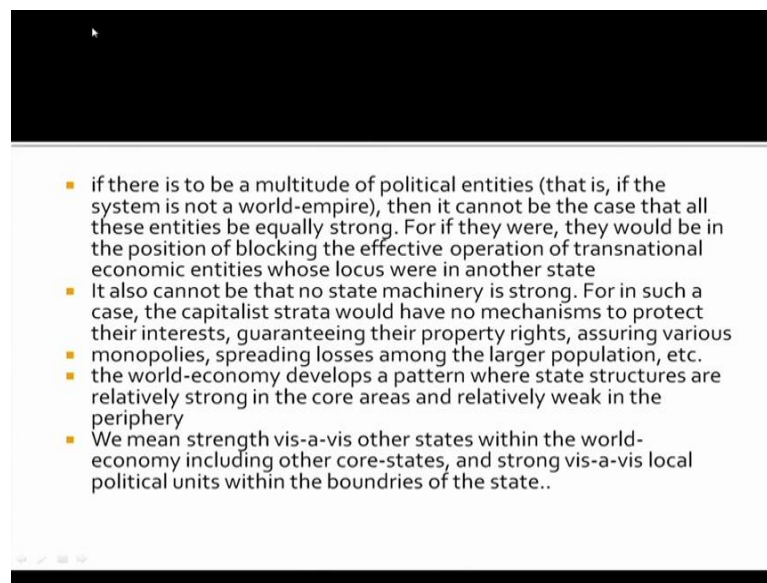 ▪ if there is to be a multitude of political entities (that is, if the
system is not a world-empire), then it cannot be the case that all
these entities be equally strong. For if they were, they would be in
the position of blocking the effective operation of transnational
economic entities whose locus were in another state
▪ It also cannot be that no state machinery is strong. For in such a
case, the capitalist strata would have no mechanisms to protect
their interests, guaranteeing their property rights, assuring various
▪ monopolies, spreading losses among the larger population, etc.
▪ the world-economy develops a pattern where state structures are
relatively strong in the core areas and relatively weak in the
periphery
▪ We mean strength vis-a-vis other states within the world-
economy including other core-states, and strong vis-a-vis local
political units within the boundries of the state..